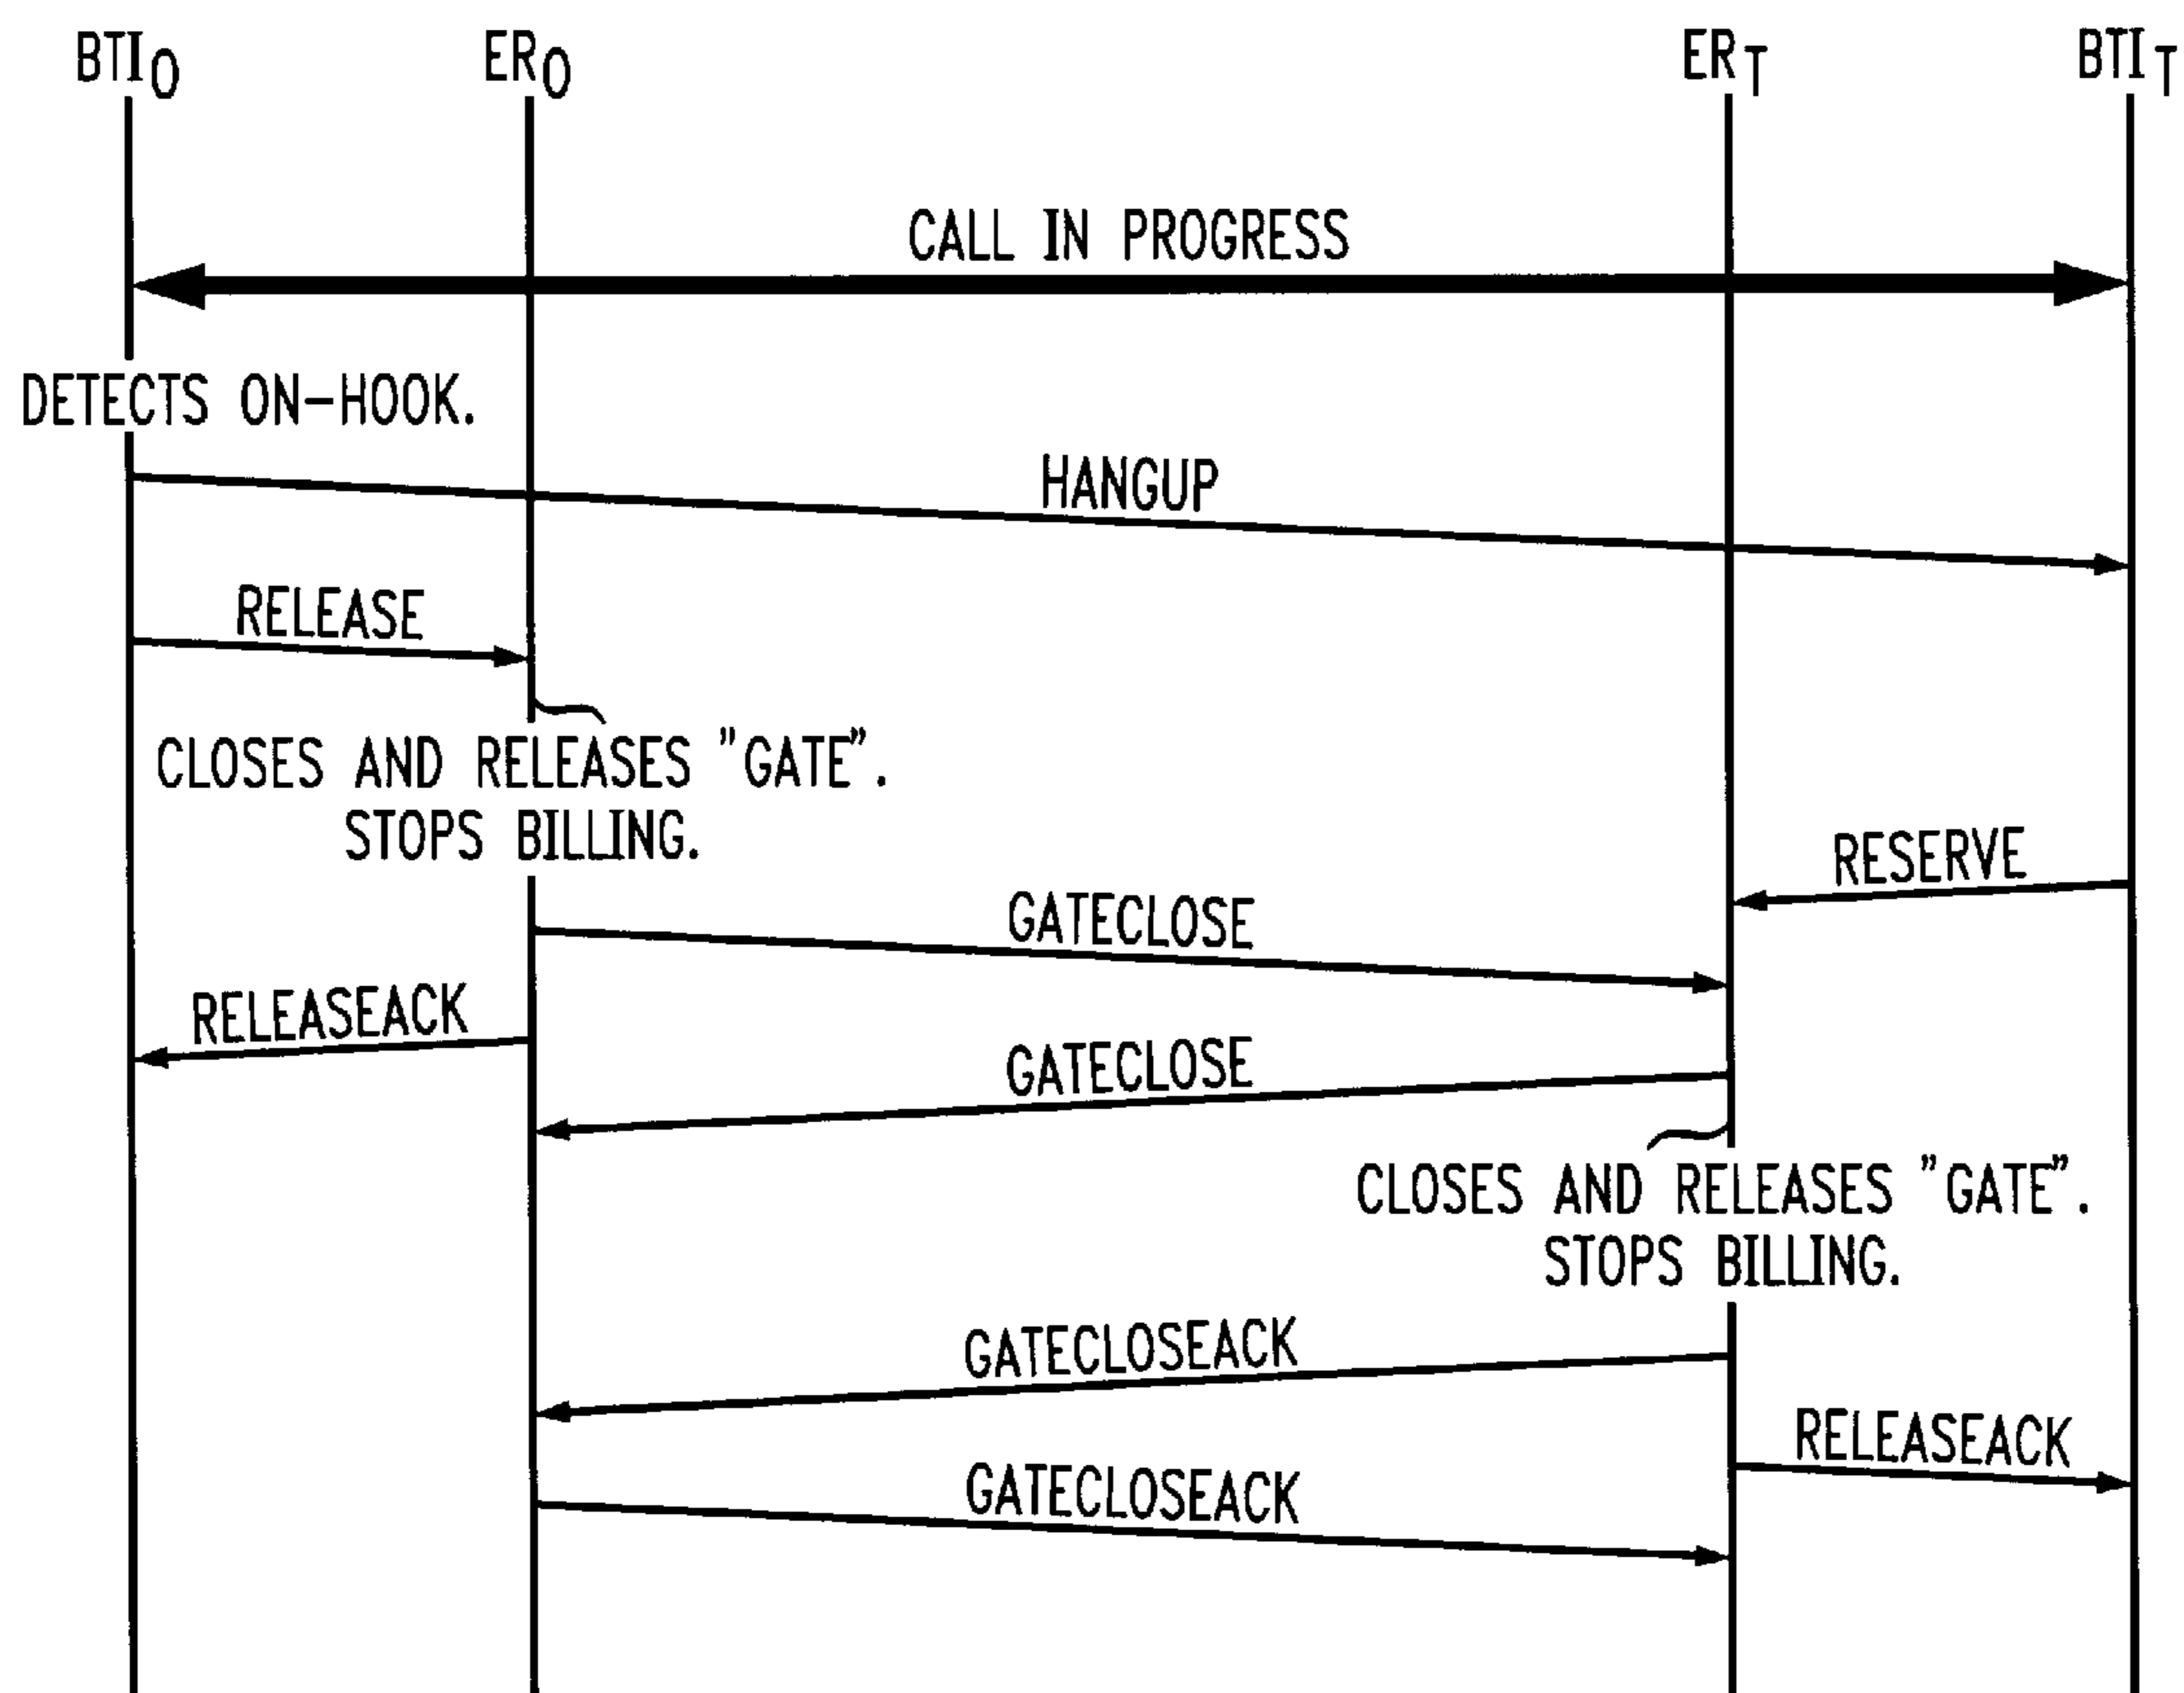 BTIO ERO ERT BTIT
CALL IN PROGRESS
DETECTS ON-HOOK.
HANGUP
RELEASE
CLOSES AND RELEASES "GATE".
STOPS BILLING.
RESERVE
GATECLOSE
RELEASEACK
GATECLOSE
CLOSES AND RELEASES "GATE".
STOPS BILLING.
GATECLOSEACK
RELEASEACK
GATECLOSEACK